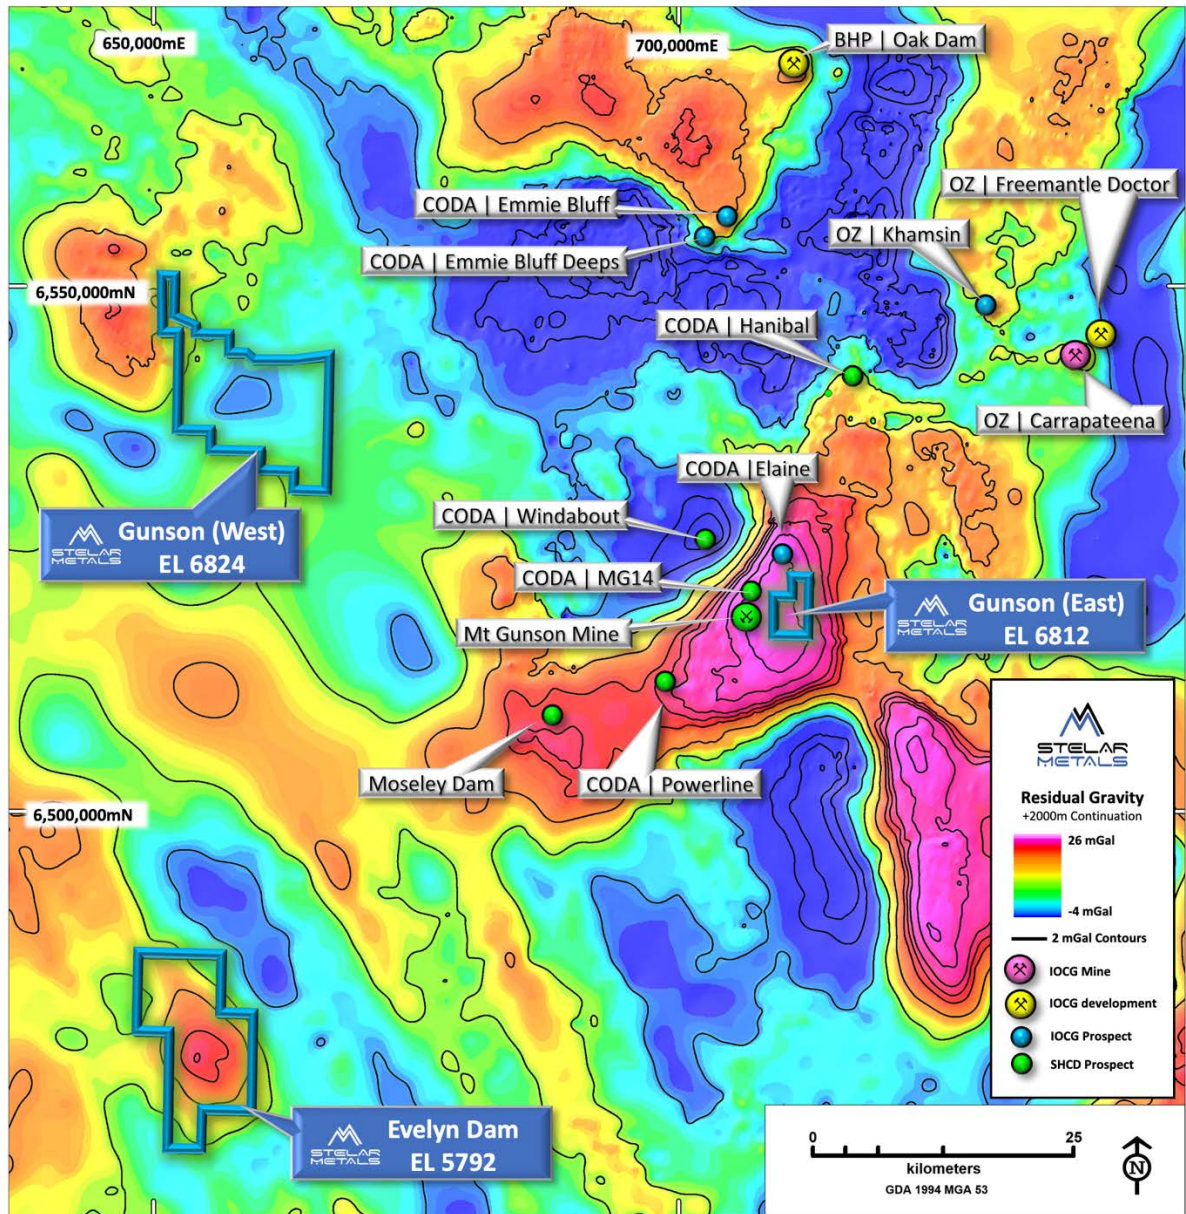 650,000mE
700,000mE
BHP | Oak Dam
OZ | Freemantle Doctor
CODA | Emmie Bluff
OZ | Khamsin
CODA | Emmie Bluff Deeps
6,550,000mN
CODA | Hanibal
OZ | Carrapateena
CODA |Elaine
CODA | Windabout
STELAR
METALS
Gunson (West)
EL 6824
CODA | MG14
Mt Gunson Mine
STELAR
METALS
Gunson (East)
EL 6812
Moseley Dam
CODA | Powerline
6,500,000mN
STELAR
METALS
Residual Gravity
+2000m Continuation
26 mGal
-4 mGal
2 mGal Contours
IOCG Mine
IOCG development
IOCG Prospect
SHCD Prospect
STELAR
METALS
Evelyn Dam
EL 5792
0 25
kilometers
GDA 1994 MGA 53
N